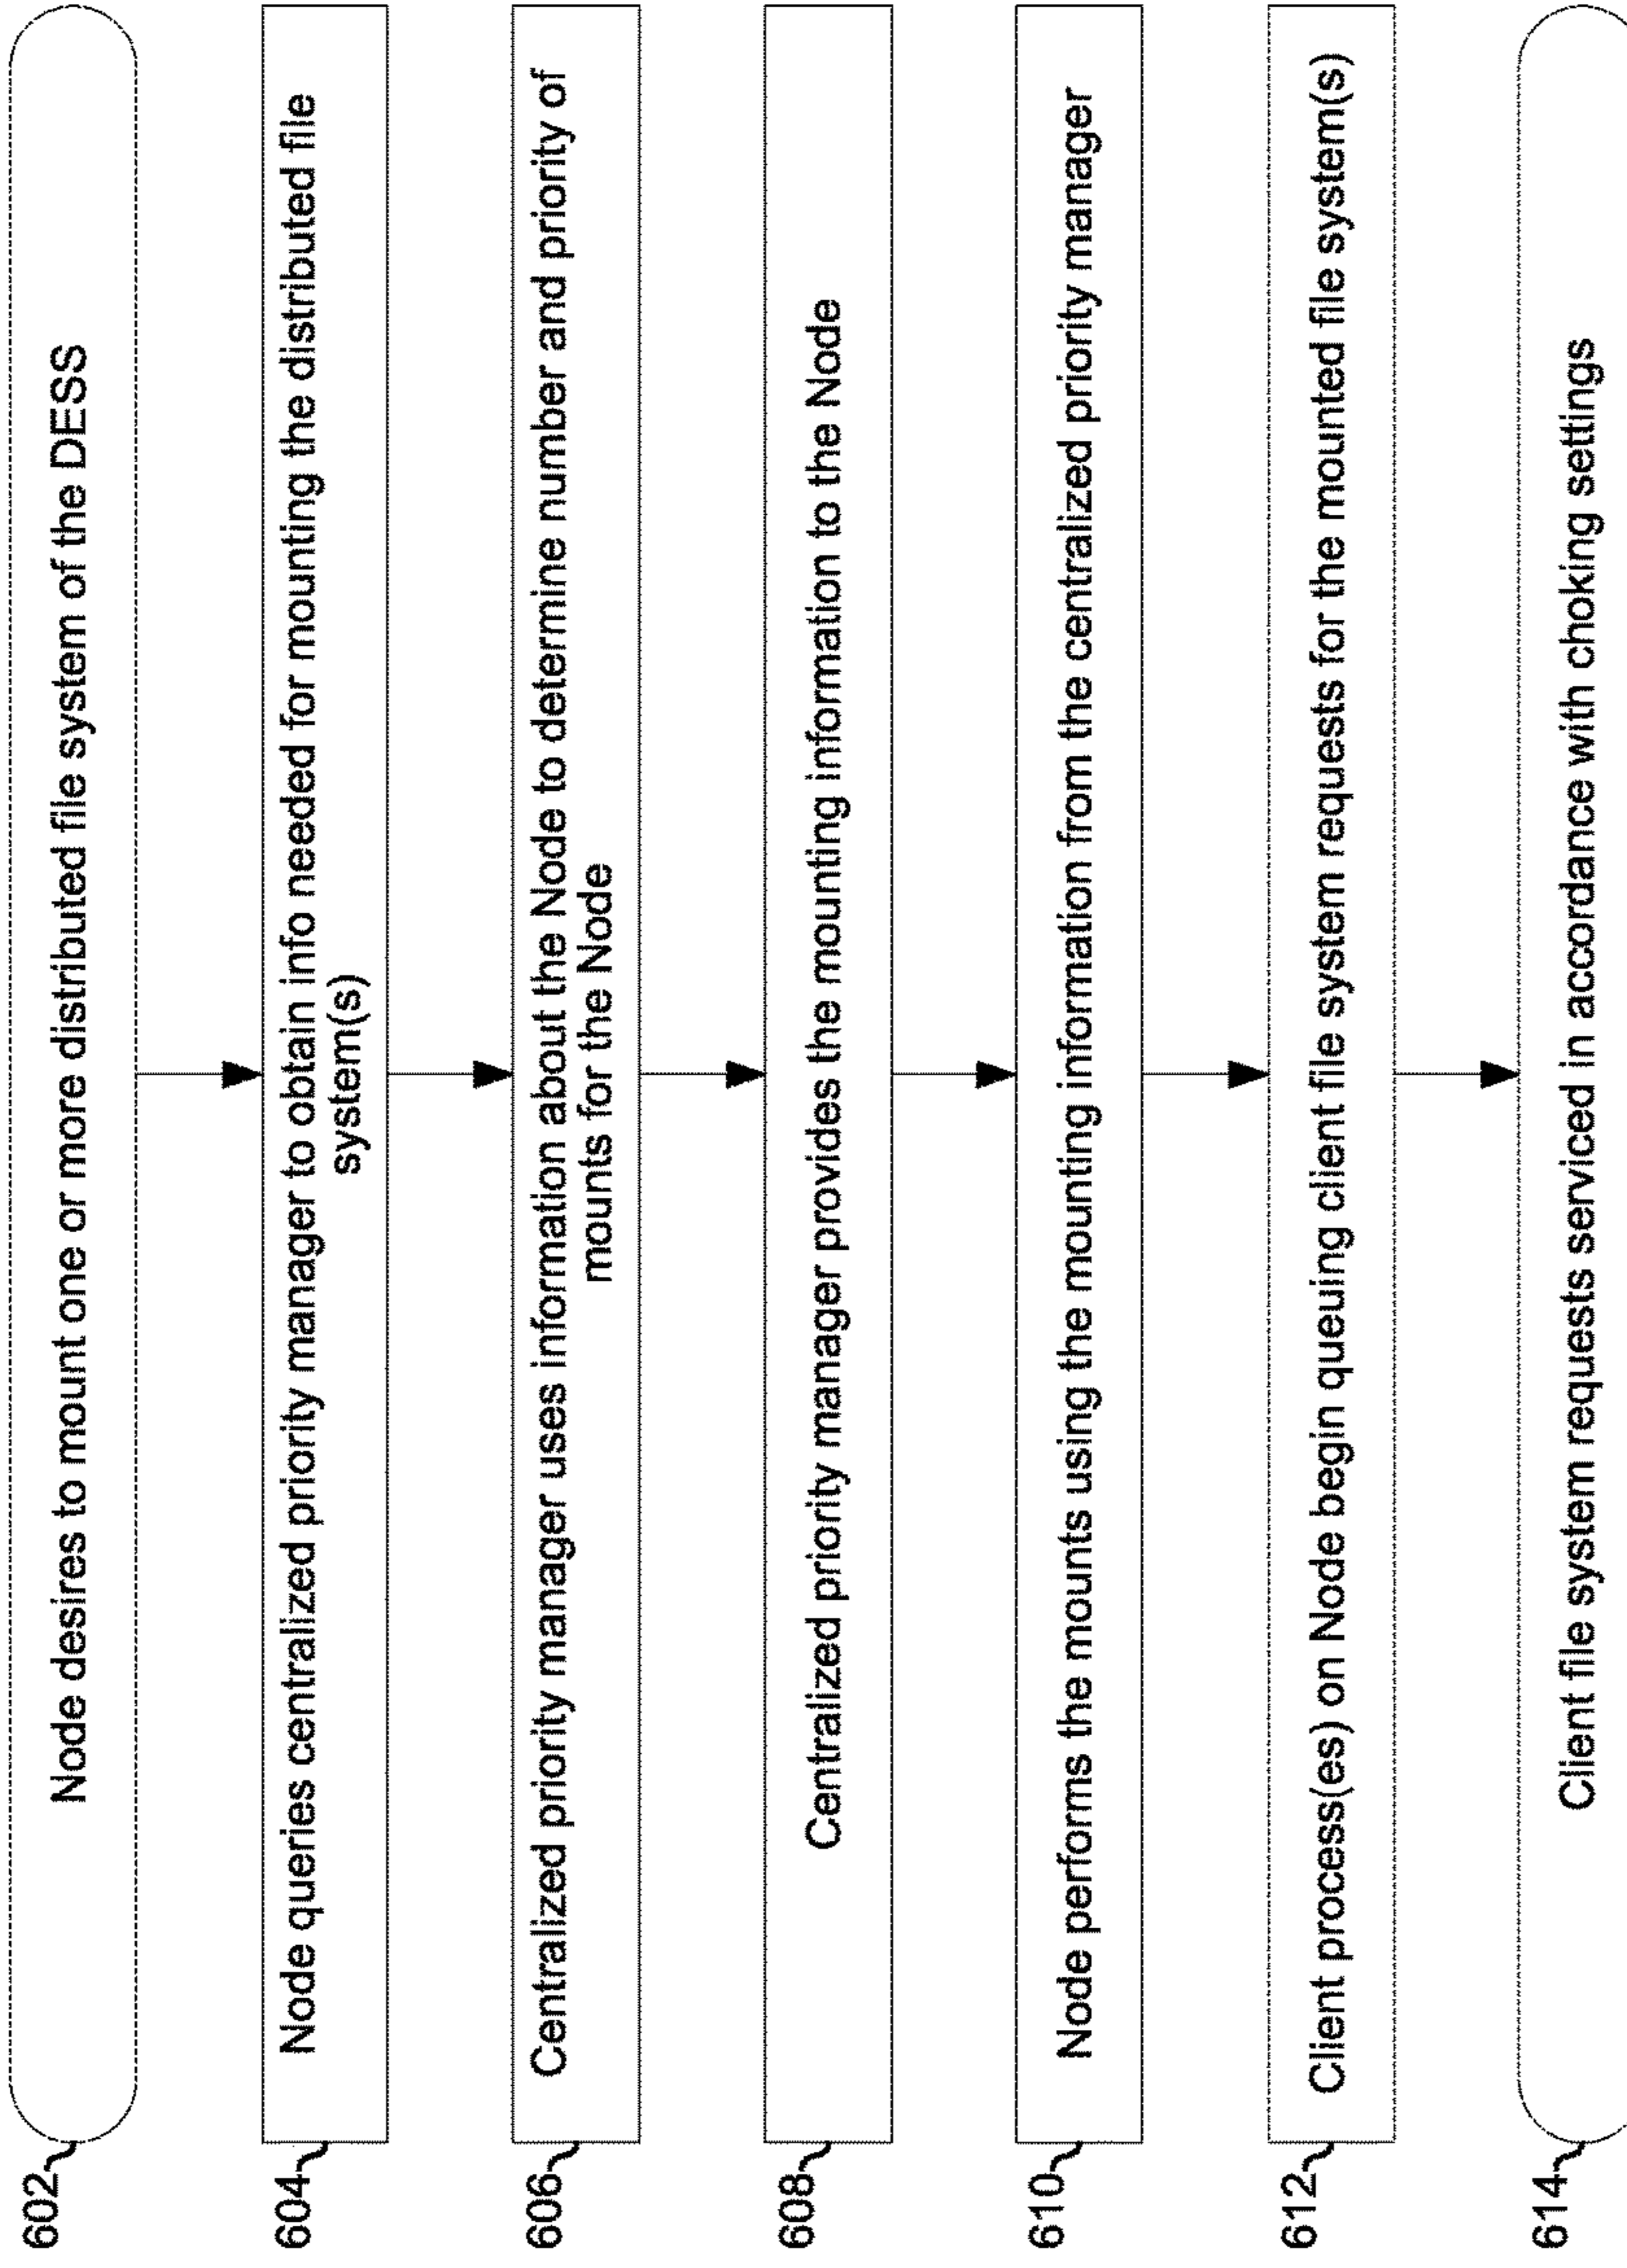 602
Node desires to mount one or more distributed file system of the DESS
604
Node queries centralized priority manager to obtain info needed for mounting the distributed file
system(s)
606
Centralized priority manager uses information about the Node to determine number and priority of
mounts for the Node
608
Centralized priority manager provides the mounting information to the Node
610
Node performs the mounts using the mounting information from the centralized priority manager
612
Client process(es) on Node begin queuing client file system requests for the mounted file system(s)
614
Client file system requests serviced in accordance with choking settings